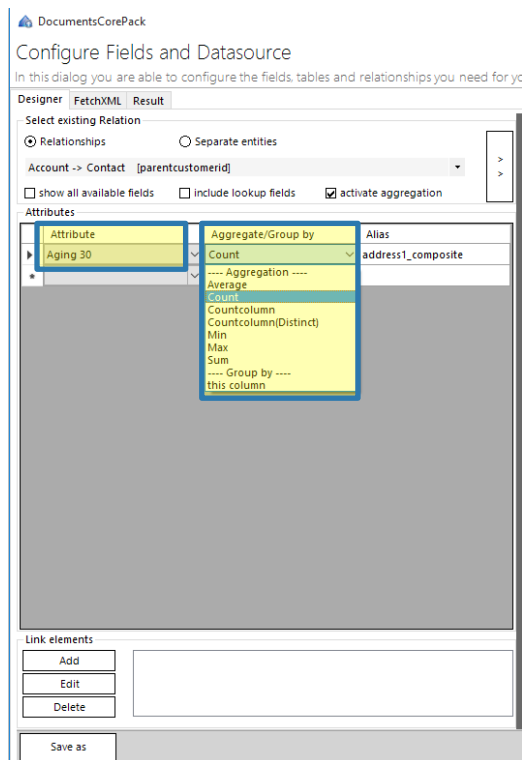 DocumentsCorePack
Configure Fields and Datasource
In this dialog you are able to configure the fields, tables and relationships you need for
Designer FetchXML Result
Select existing Relation
Relationships Separate entities
Account -> Contact [parentcustomerid]
>
>
show all available fields include lookup fields activate aggregation
Attributes
Attribute Aggregate/Group by Alias
Aging 30 Count address1_composite
*
---- Aggregation ----
Average
Count
Countcolumn
Countcolumn(Distinct)
Min
Max
Sum
---- Group by ----
this column
Link elements
Add
Edit
Delete
Save as